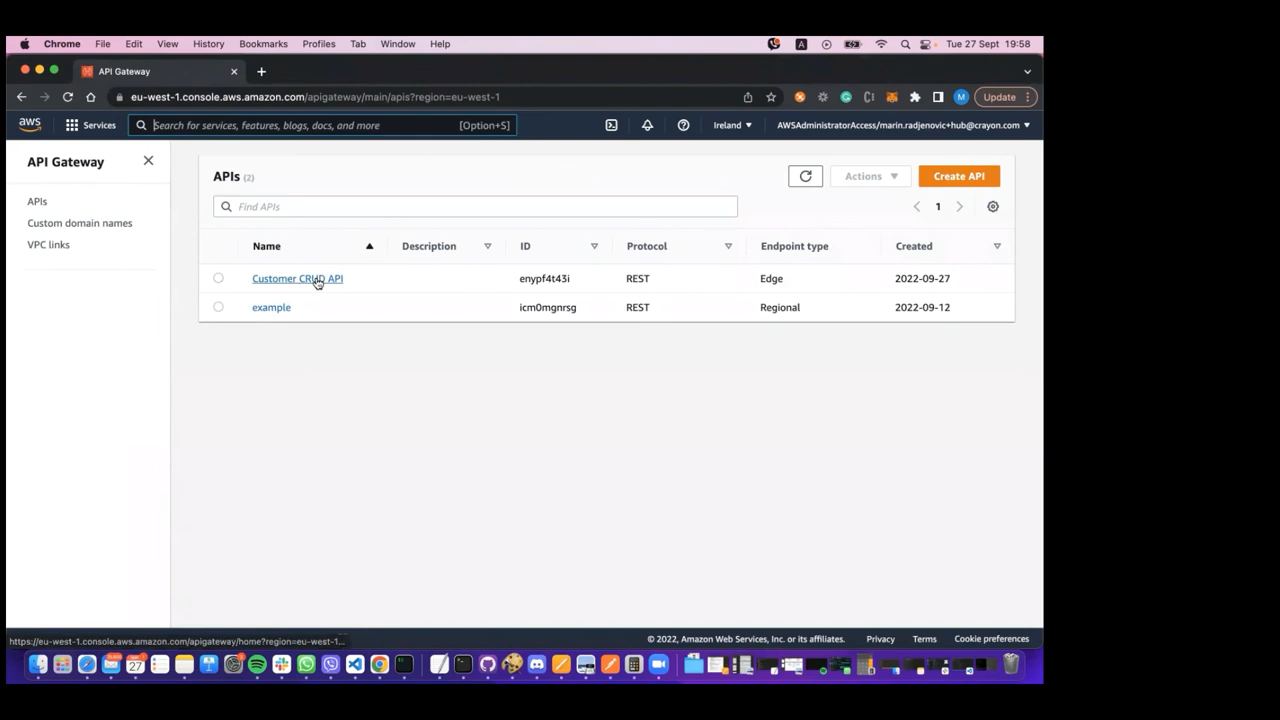 Chrome File Edit View History Bookmarks Profiles Tab Window Help A Tue 27 Sept 19:58
API Gateway
eu-west-1.console.aws.amazon.com/apigateway/main/apis?region=eu-west-1 M Update
aws Services Search for services, features, blogs, docs, and more [Option+S] Ireland AWSAdministratorAccess/marin.radjenovic+hub@crayon.com
API Gateway
APIs
Custom domain names
VPC links
APIs (2) Actions Create API
Find APIs 1
Name Description ID Protocol Endpoint type Created
Customer CRUD API enypf4t43i REST Edge 2022-09-27
example icm0mgnrsg REST Regional 2022-09-12
https://eu-west-1.console.aws.amazon.com/apigateway/home?region=eu-west-1...
© 2022, Amazon Web Services, Inc. or its affiliates. Privacy Terms Cookie preferences
27